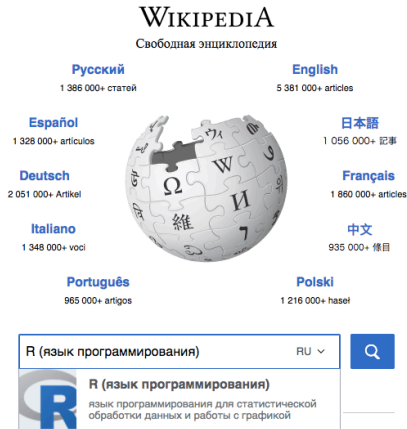 WIKIPEDIA
Свободная энциклопедия
Русский
1 386 000+ статей
English
5 381 000+ articles
Español
1 328 000+ artículos
日本語
1 056 000+ 記事
Deutsch
2 051 000+ Artikel
Français
1 860 000+ articles
Italiano
1 348 000+ voci
中文
935 000+ 條目
Português
965 000+ artigos
Polski
1 216 000+ haseł
Ω
W
И
維
R (язык программирования)
RU
R
R (язык программирования)
язык программирования для статистической
обработки данных и работы с графикой